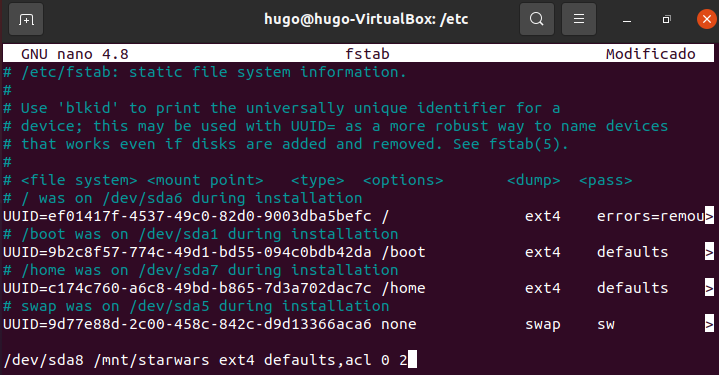 hugo@hugo-VirtualBox: /etc
GNU nano 4.8 fstab Modificado
# /etc/fstab: static file system information.
#
# Use 'blkid' to print the universally unique identifier for a
# device; this may be used with UUID= as a more robust way to name devices
# that works even if disks are added and removed. See fstab(5).
#
# <file system> <mount point>   <type>  <options>       <dump>  <pass>
# / was on /dev/sda6 during installation
UUID=ef01417f-4537-49c0-82d0-9003dba5befc /               ext4    errors=remou>
# /boot was on /dev/sda1 during installation
UUID=9b2c8f57-774c-49d1-bd55-094c0bdb42da /boot           ext4    defaults    >
# /home was on /dev/sda7 during installation
UUID=c174c760-a6c8-49bd-b865-7d3a702dac7c /home           ext4    defaults    >
# swap was on /dev/sda5 during installation
UUID=9d77e88d-2c00-458c-842c-d9d13366aca6 none            swap    sw          >
/dev/sda8 /mnt/starwars ext4 defaults,acl 0 2